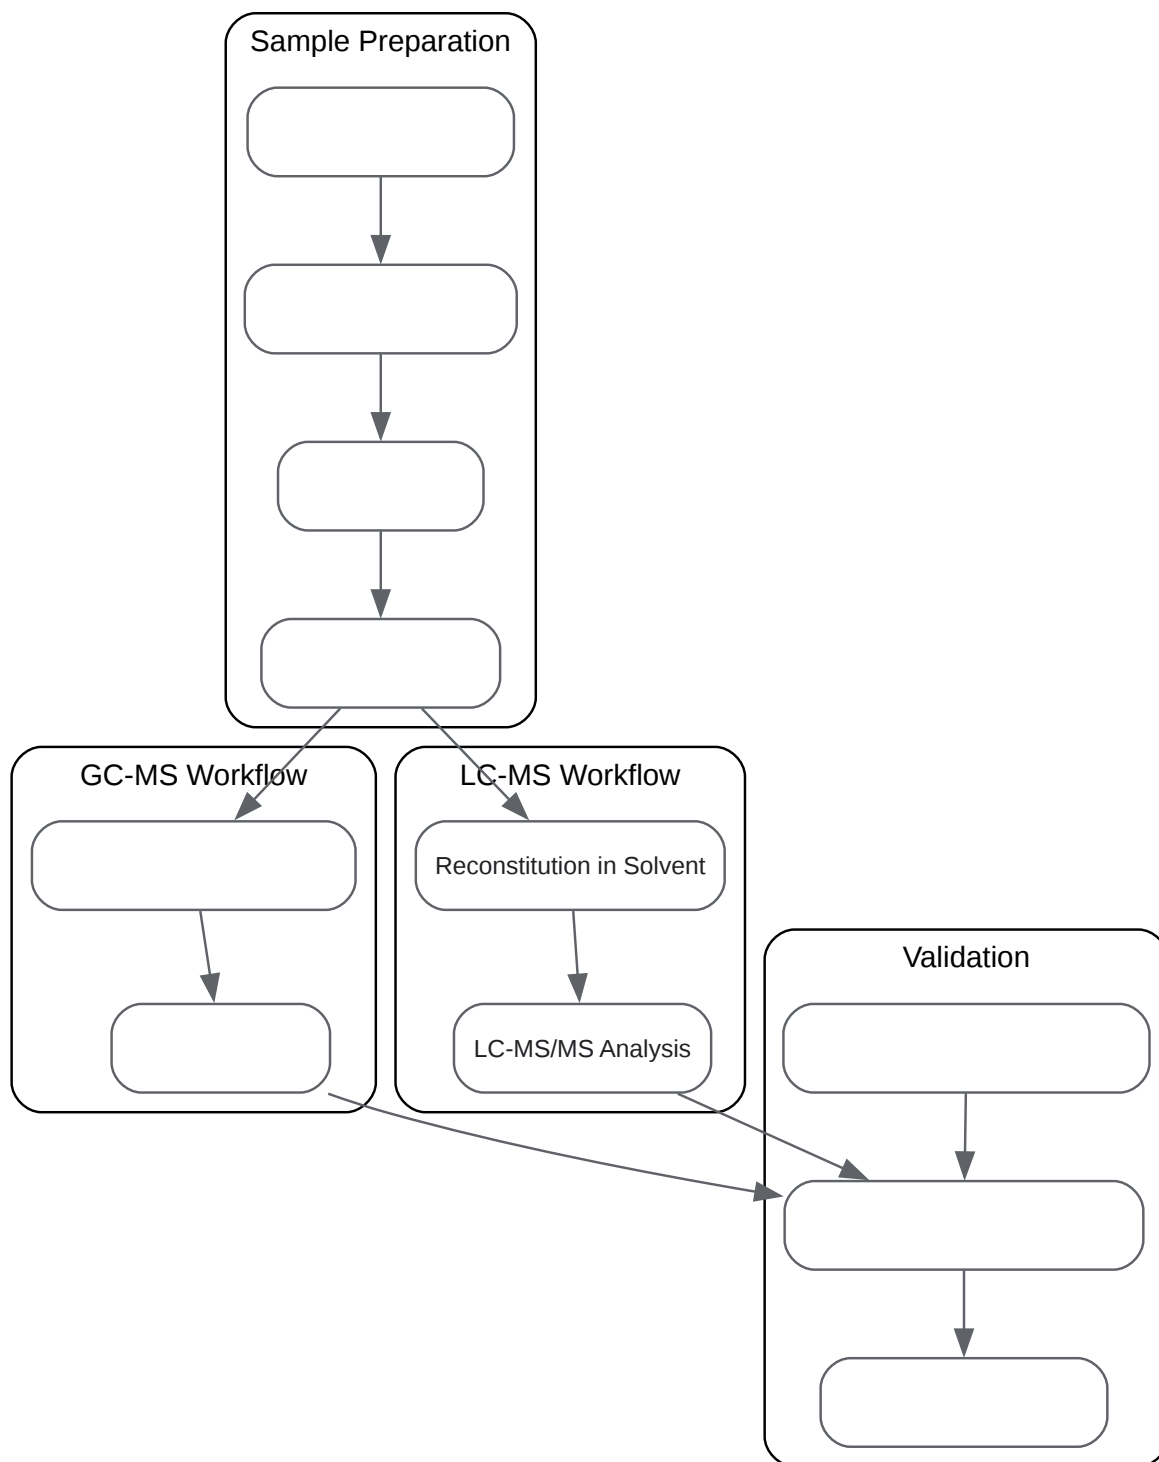 Sample Preparation
GC-MS Workflow
LC-MS Workflow
Reconstitution in Solvent
LC-MS/MS Analysis
Validation